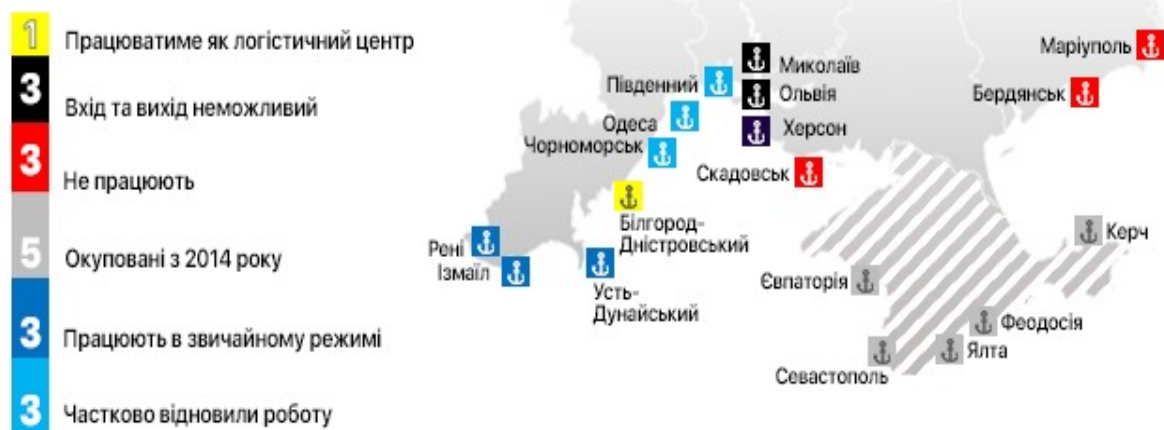 1 Працюватиме як логістичний центр
3 Вхід та вихід неможливий
3 Не працюють
5 Окуповані з 2014 року
3 Працюють в звичайному режимі
3 Частково відновили роботу
Маріуполь
Бердянськ
Миколаїв
Ольвія
Херсон
Південний
Одеса
Чорноморськ
Скадовськ
Білгород-
Дністровський
Рені
Ізмаїл
Усть-
Дунайський
Керч
Євпаторія
Феодосія
Ялта
Севастополь